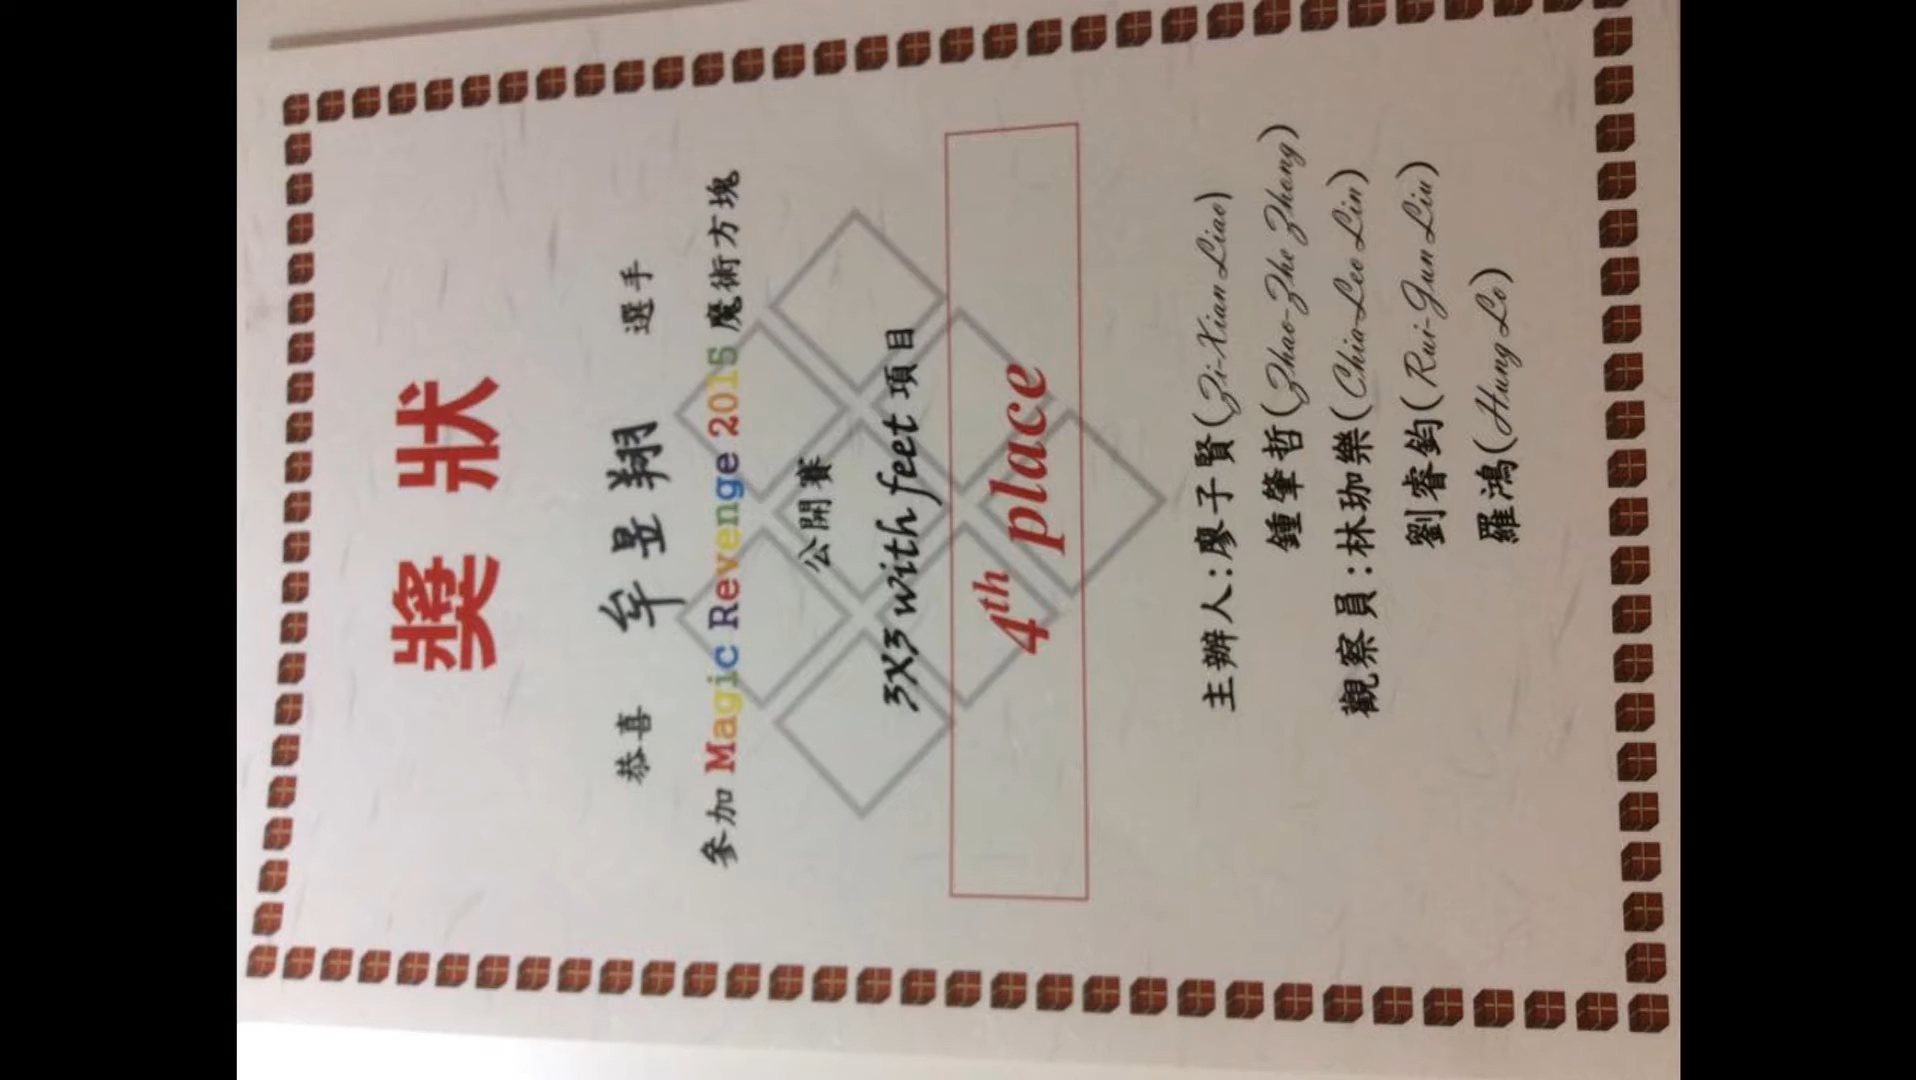 獎 狀
恭喜 牟昱翔 選手
參加 Magic Revenge 2015 魔術方塊
公開賽
3X3 with feet 項目
4th place
主辦人:廖子賢(Zi-Xian Liao)
鍾肇哲(Zhao-Zhe Zhong)
觀察員:林珈樂(Chia-Leo Lin)
劉睿鈞(Rui-Jun Liu)
羅鴻(Hung Lo)